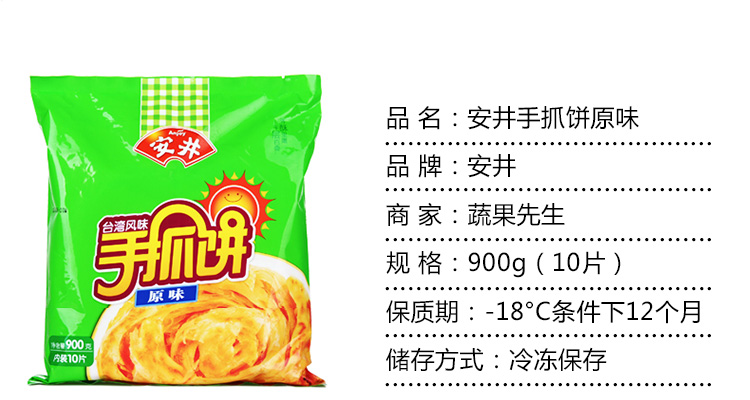 Anjoy
安井
台湾风味
手抓饼
原味
净含量900克
内装10片
品 名：安井手抓饼原味
品 牌：安井
商 家：蔬果先生
规 格：900g（10片）
保质期：-18°C条件下12个月
储存方式：冷冻保存